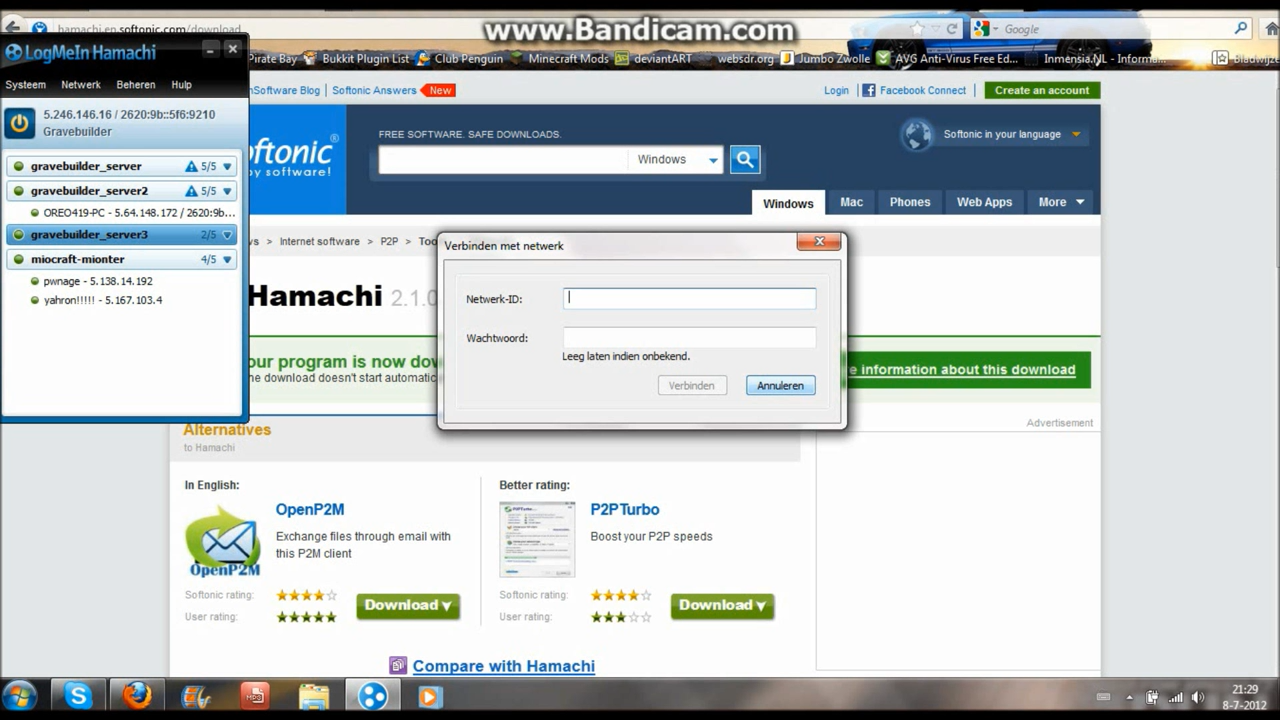 hamachi.en.softonic.com/download
www.Bandicam.com
Google
LogMeIn Hamachi
Pirate Bay
Bukkit Plugin List
Club Penguin
Minecraft Mods
deviantART
websdr.org
Jumbo Zwolle
AVG Anti-Virus Free Ed...
Inmensia.NL - Informa...
Bladwijze
Systeem Netwerk Beheren Hulp
Softonic Answers New
Login Facebook Connect Create an account
5.246.146.16 / 2620:9b::5f6:9210
Gravebuilder
FREE SOFTWARE. SAFE DOWNLOADS.
Windows
Softonic in your language
gravebuilder_server 5/5
gravebuilder_server2 5/5
OREO419-PC - 5.64.148.172 / 2620:9b...
gravebuilder_server3 2/5
miocraft-mionter 4/5
pwnage - 5.138.14.192
yahron!!!!! - 5.167.103.4
ftonic
by software!
Windows Mac Phones Web Apps More
Internet software > P2P >
Hamachi 2.1.0
Verbinden met netwerk
Netwerk-ID:
Wachtwoord:
Leeg laten indien onbekend.
Verbinden Annuleren
our program is now dow
he download doesn't start automatic
e information about this download
Advertisement
Alternatives
to Hamachi
In English:
OpenP2M
Exchange files through email with
this P2M client
OpenP2M
Softonic rating:
User rating:
Download
Better rating:
P2PTurbo
Boost your P2P speeds
Softonic rating:
User rating:
Download
Compare with Hamachi
MP3
21:29
8-7-2012